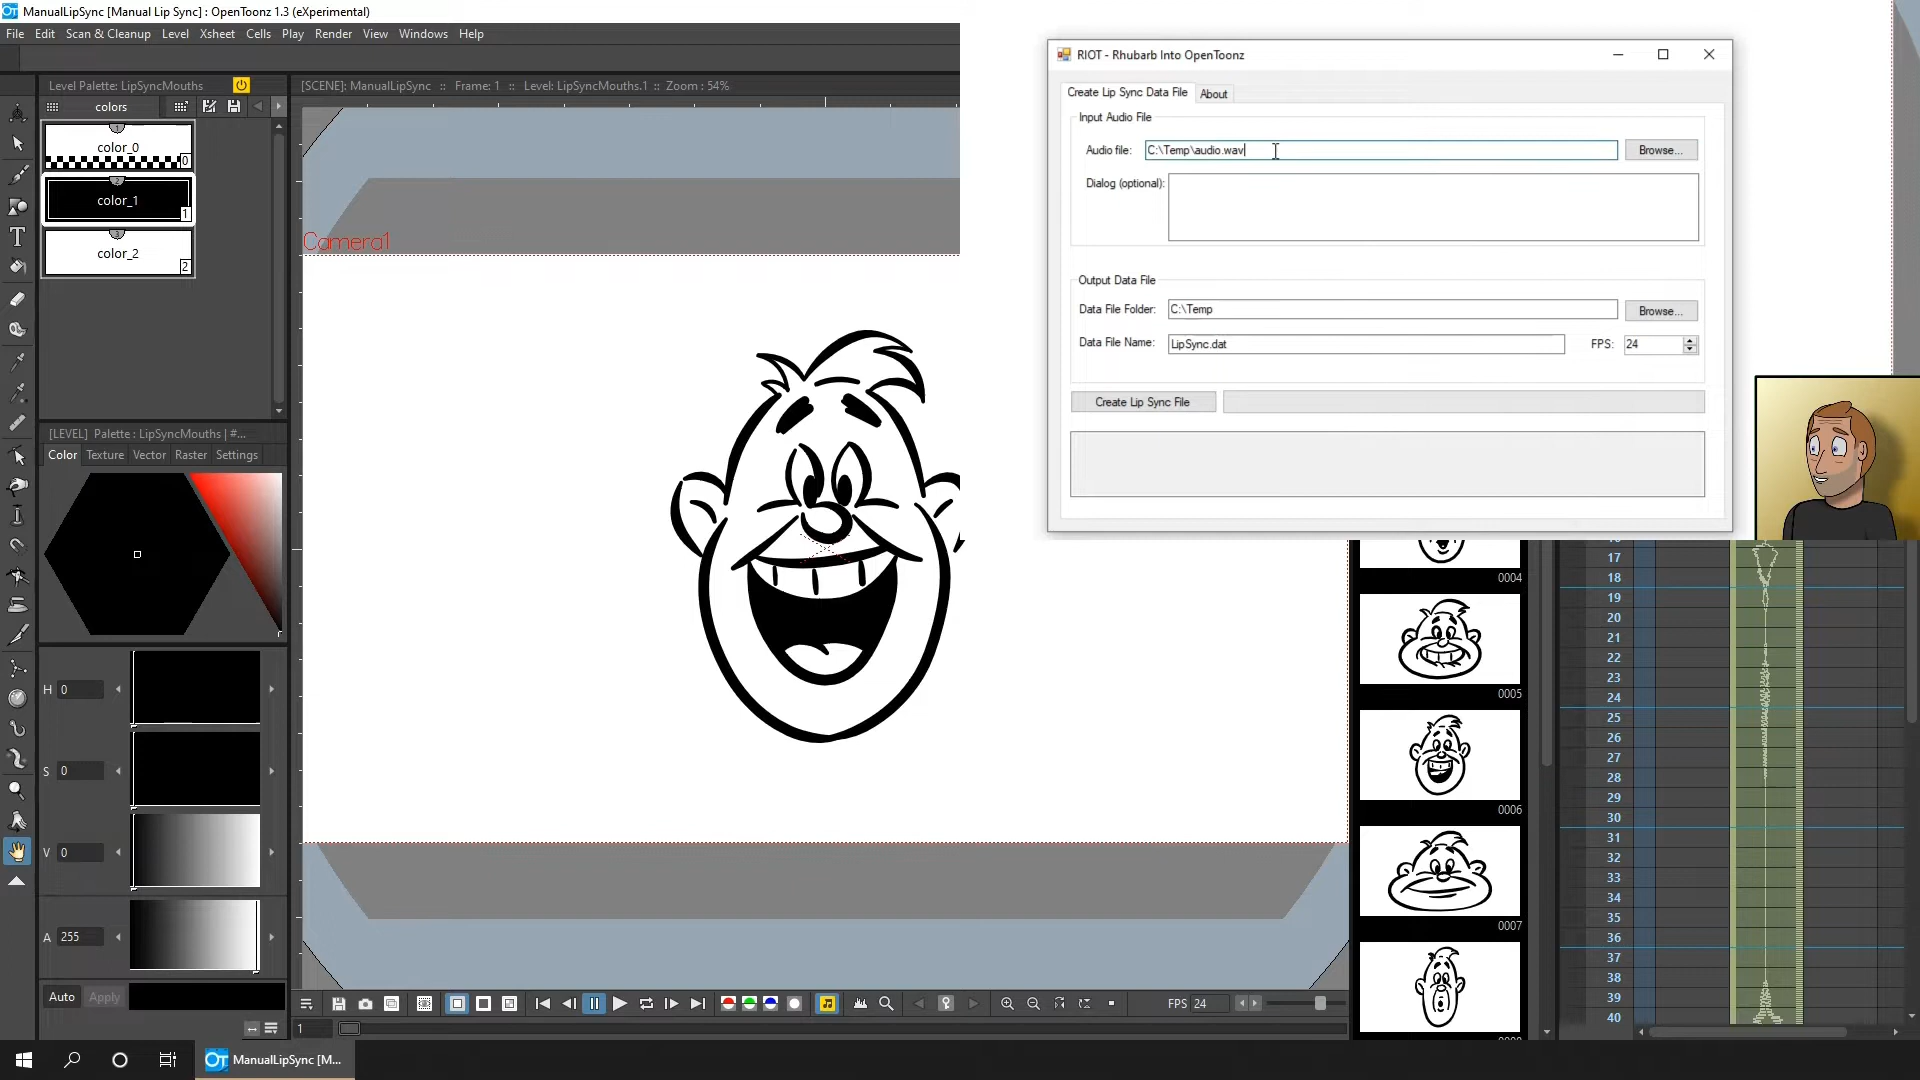 ManualLipSync [Manual Lip Sync] : OpenToonz 1.3 (eXperimental)
File Edit Scan & Cleanup Level Xsheet Cells Play Render View Windows Help
Level Palette: LipSyncMouths
colors
1
color_0
0
2
color_1
1
3
color_2
2
[LEVEL] Palette : LipSyncMouths | #...
Color Texture Vector Raster Settings
H 0
S 0
V 0
A 255
Auto Apply
[SCENE]: ManualLipSync :: Frame: 1 :: Level: LipSyncMouths.1 :: Zoom : 54%
Camera1
FPS 24
1
RIOT - Rhubarb Into OpenToonz
Create Lip Sync Data File About
Input Audio File
Audio file: C:\Temp\audio.wav Browse...
Dialog (optional):
Output Data File
Data File Folder: C:\Temp Browse...
Data File Name: LipSync.dat FPS: 24
Create Lip Sync File
0004
0005
0006
0007
17
18
19
20
21
22
23
24
25
26
27
28
29
30
31
32
33
34
35
36
37
38
39
40
ManualLipSync [M...